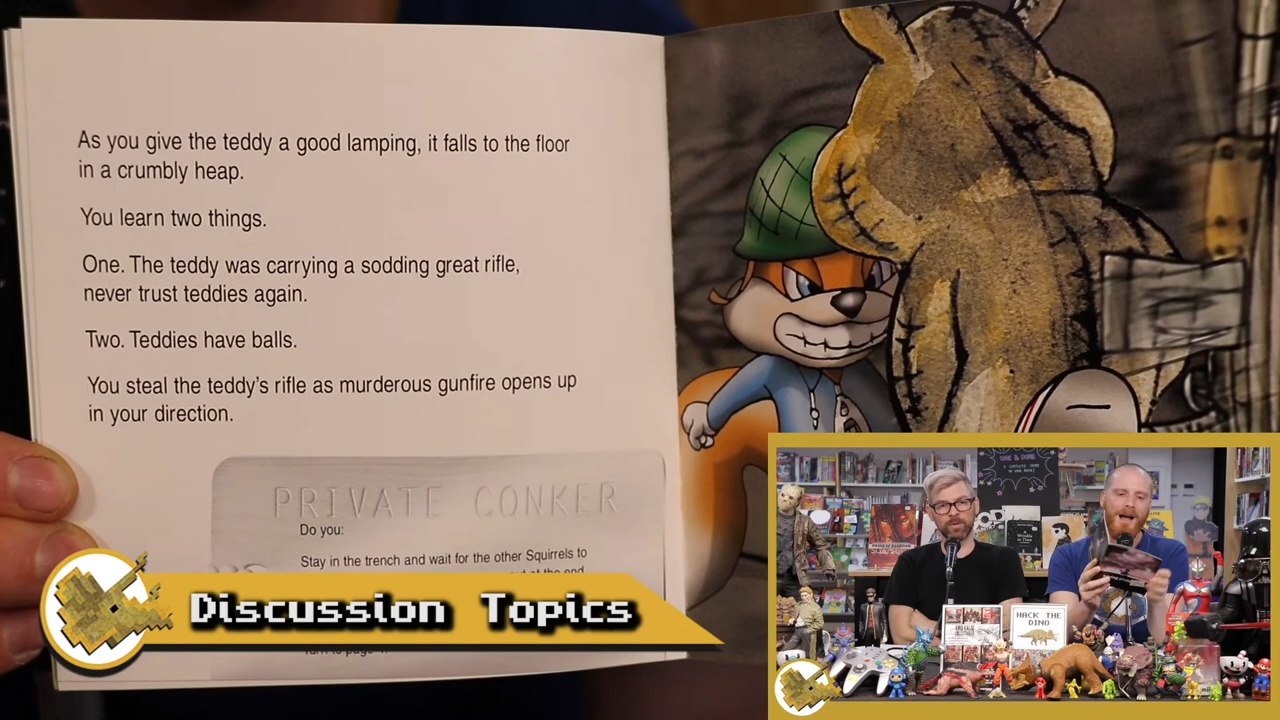 As you give the teddy a good lamping, it falls to the floor
in a crumbly heap.
You learn two things.
One. The teddy was carrying a sodding great rifle,
never trust teddies again.
Two. Teddies have balls.
You steal the teddy's rifle as murderous gunfire opens up
in your direction.
PRIVATE CONKER
Do you:
Stay in the trench and wait for the other Squirrels to
Discussion Topics
HACK THE
DINO